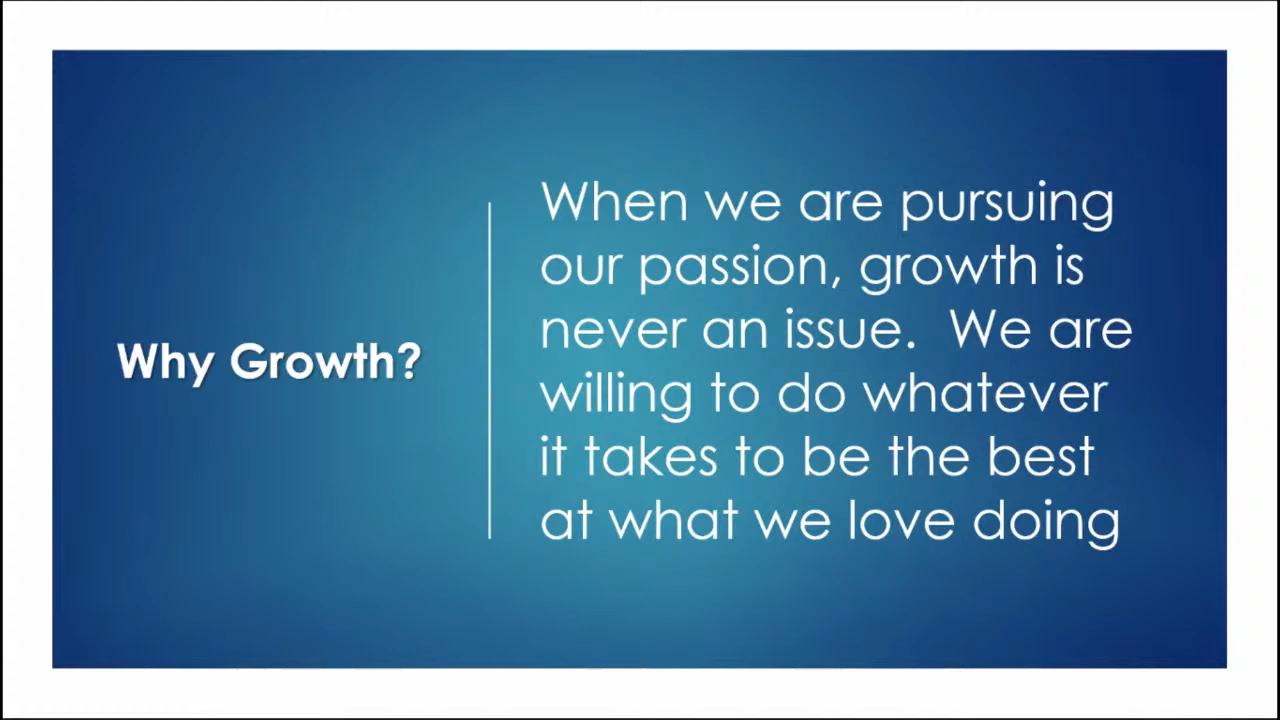 Why Growth?
When we are pursuing
our passion, growth is
never an issue.  We are
willing to do whatever
it takes to be the best
at what we love doing